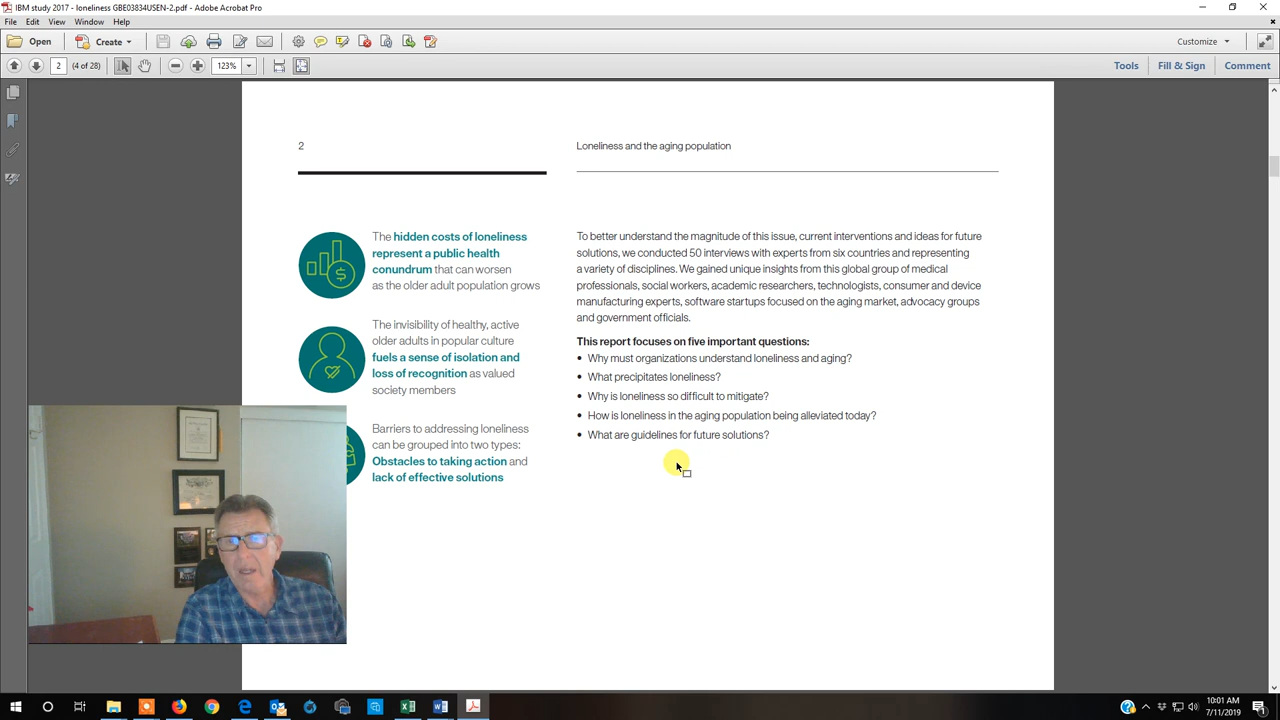 IBM study 2017 - loneliness GBE03834USEN-2.pdf - Adobe Acrobat Pro
File Edit View Window Help
Open Create Customize
2 (4 of 28) 123% Tools Fill & Sign Comment
2
Loneliness and the aging population
The hidden costs of loneliness
represent a public health
conundrum that can worsen
as the older adult population grows
The invisibility of healthy, active
older adults in popular culture
fuels a sense of isolation and
loss of recognition as valued
society members
Barriers to addressing loneliness
can be grouped into two types:
Obstacles to taking action and
lack of effective solutions
To better understand the magnitude of this issue, current interventions and ideas for future
solutions, we conducted 50 interviews with experts from six countries and representing
a variety of disciplines. We gained unique insights from this global group of medical
professionals, social workers, academic researchers, technologists, consumer and device
manufacturing experts, software startups focused on the aging market, advocacy groups
and government officials.
This report focuses on five important questions:
• Why must organizations understand loneliness and aging?
• What precipitates loneliness?
• Why is loneliness so difficult to mitigate?
• How is loneliness in the aging population being alleviated today?
• What are guidelines for future solutions?
10:01 AM
7/11/2019